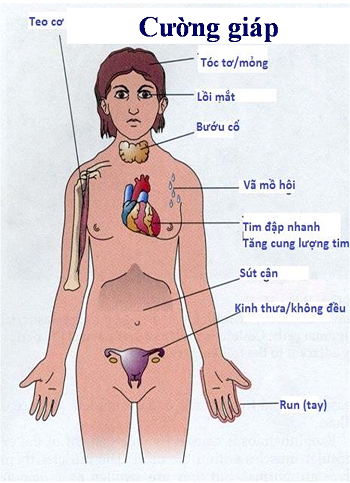 Cường giáp
Teo cơ
Tóc tơ/mỏng
Lồi mắt
Bướu cổ
Vã mồ hôi
Tim đập nhanh
Tăng cung lượng tim
Sút cận
Kinh thưa/không đều
Run (tay)